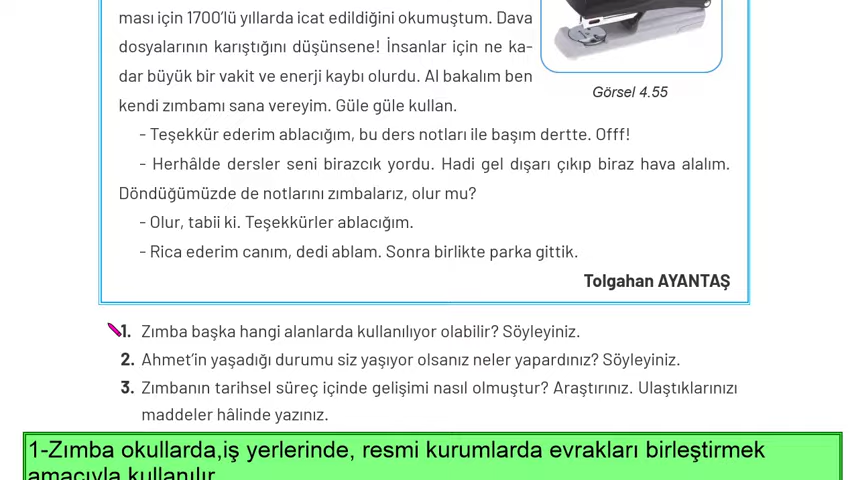 ması için 1700’lü yıllarda icat edildiğini okumuştum. Dava
dosyalarının karıştığını düşünsene! İnsanlar için ne ka-
dar büyük bir vakit ve enerji kaybı olurdu. Al bakalım ben
kendi zımbamı sana vereyim. Güle güle kullan.
Görsel 4.55
- Teşekkür ederim ablacığım, bu ders notları ile başım dertte. Offf!
- Herhâlde dersler seni birazcık yordu. Hadi gel dışarı çıkıp biraz hava alalım.
Döndüğümüzde de notlarını zımbalarız, olur mu?
- Olur, tabii ki. Teşekkürler ablacığım.
- Rica ederim canım, dedi ablam. Sonra birlikte parka gittik.
Tolgahan AYANTAŞ
1. Zımba başka hangi alanlarda kullanılıyor olabilir? Söyleyiniz.
2. Ahmet’in yaşadığı durumu siz yaşıyor olsanız neler yapardınız? Söyleyiniz.
3. Zımbanın tarihsel süreç içinde gelişimi nasıl olmuştur? Araştırınız. Ulaştıklarınızı
maddeler hâlinde yazınız.
1-Zımba okullarda,iş yerlerinde, resmi kurumlarda evrakları birleştirmek
amacıyla kullanılır